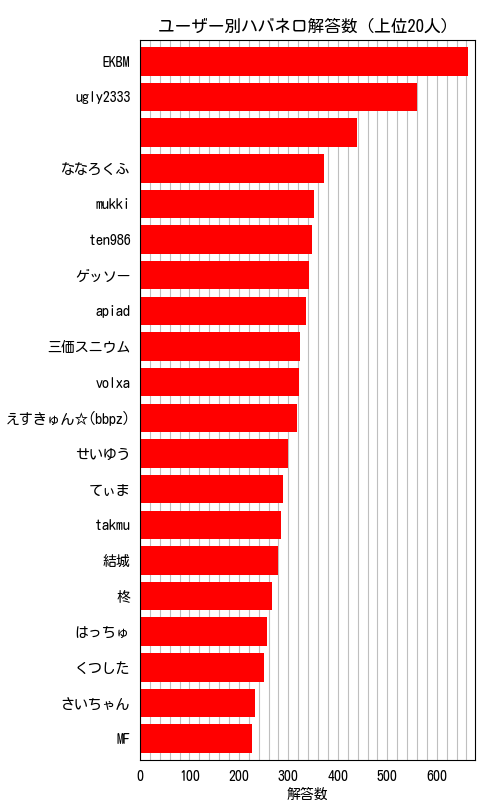 ユーザー別ハバネロ解答数 (上位20人)
EKBM
ugly2333
ななろくふ
mukki
ten986
ゲッソー
apiad
三価スニウム
volxa
えすきゅん☆(bbpz)
せいゆう
てぃま
takmu
結城
柊
はっちゅ
くつした
さいちゃん
MF
0 100 200 300 400 500 600
解答数